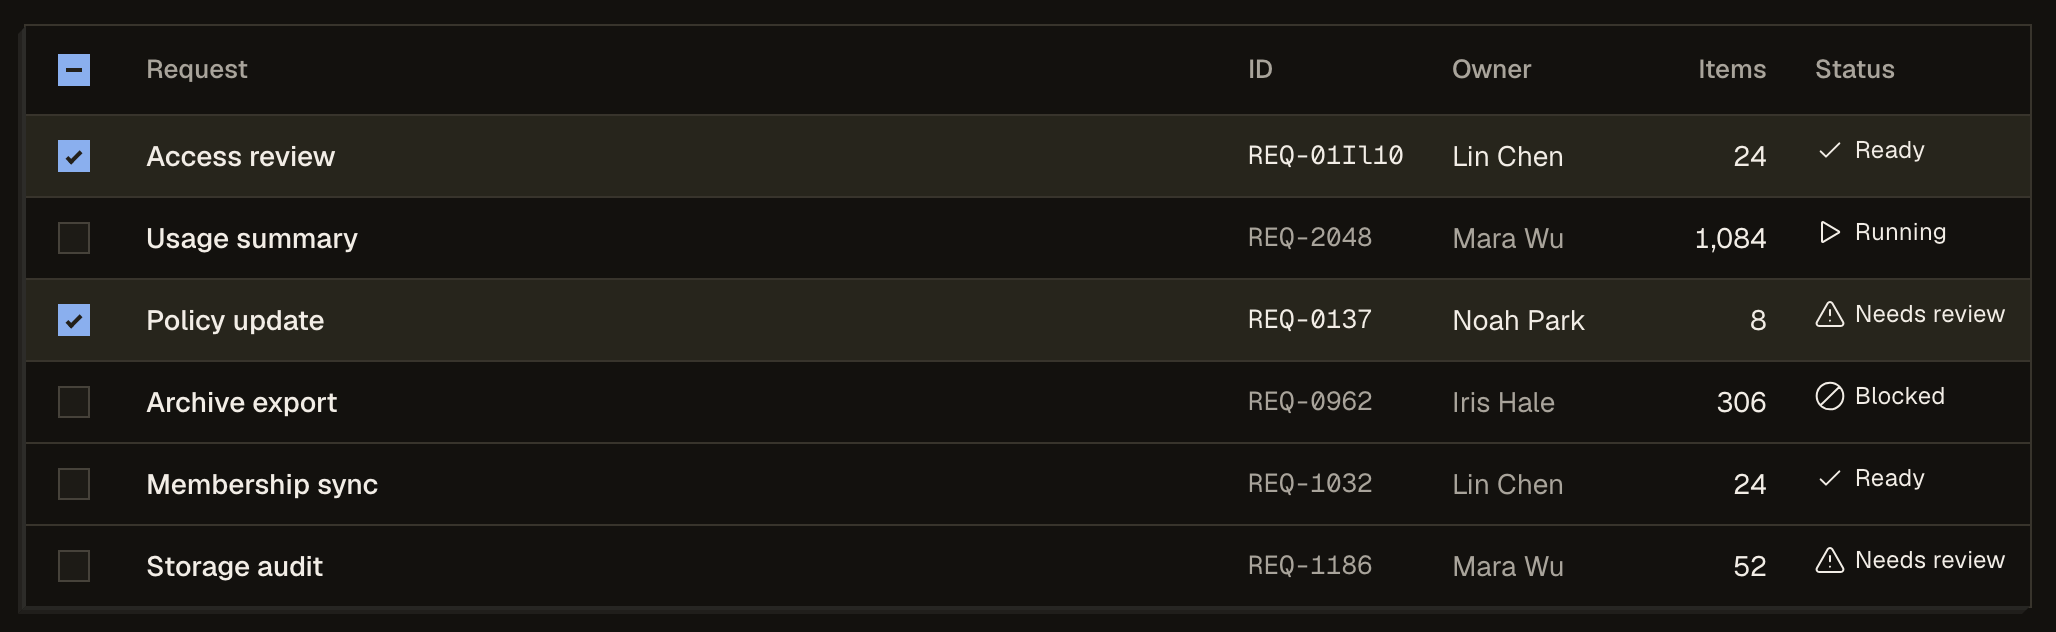 Request ID Owner Items Status
Access review REQ-01Il10 Lin Chen 24 Ready
Usage summary REQ-2048 Mara Wu 1,084 Running
Policy update REQ-0137 Noah Park 8 Needs review
Archive export REQ-0962 Iris Hale 306 Blocked
Membership sync REQ-1032 Lin Chen 24 Ready
Storage audit REQ-1186 Mara Wu 52 Needs review